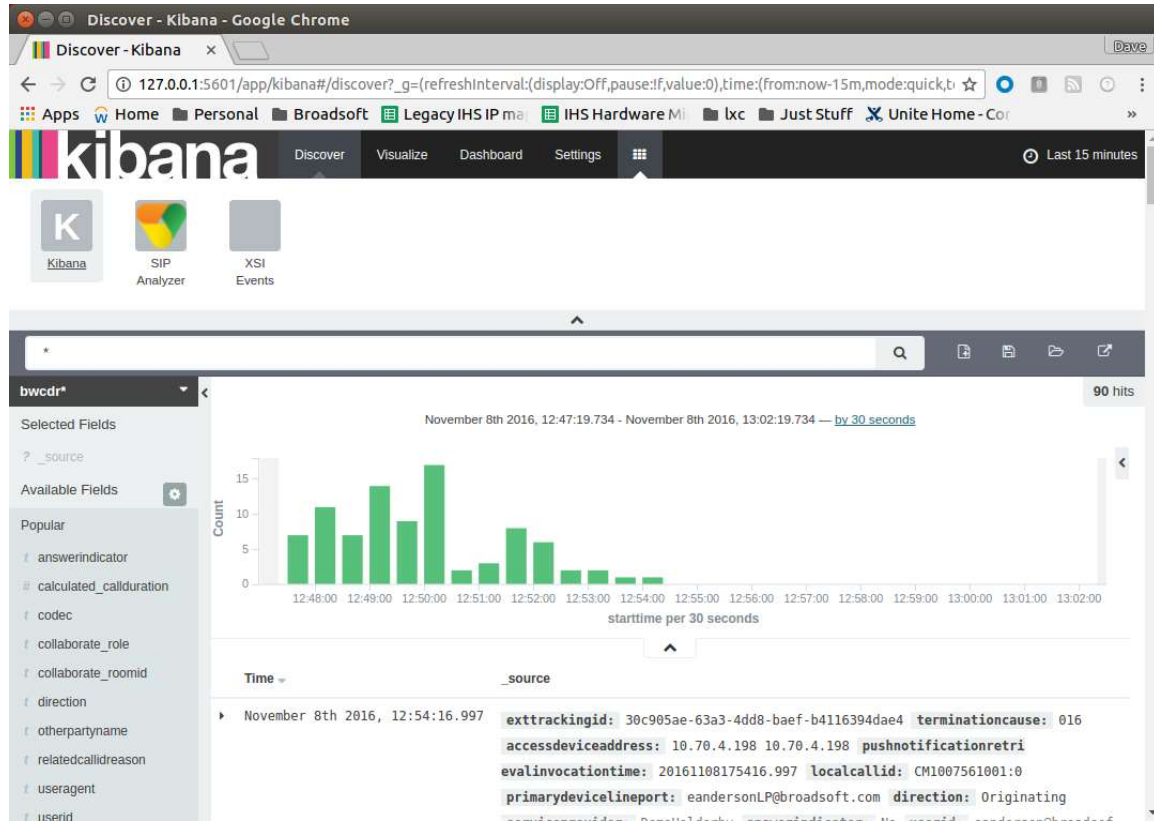 Discover - Kibana - Google Chrome
Discover - Kibana
Dave
127.0.0.1:5601/app/kibana#/discover?_g=(refreshInterval:(display:Off,pause:!f,value:0),time:(from:now-15m,mode:quick,t
Apps Home Personal Broadsoft Legacy IHS IP ma IHS Hardware Mi lxc Just Stuff Unite Home - Cor »
kibana Discover Visualize Dashboard Settings Last 15 minutes
K
Kibana SIP Analyzer XSI Events
*
bwcdr* 90 hits
Selected Fields
November 8th 2016, 12:47:19.734 - November 8th 2016, 13:02:19.734 — by 30 seconds
? _source
Available Fields
Popular
t answerindicator
# calculated_callduration
t codec
t collaborate_role
t collaborate_roomid
t direction
t otherpartyname
t relatedcallidreason
t useragent
t userid
Count
15
10
5
0
12:48:00 12:49:00 12:50:00 12:51:00 12:52:00 12:53:00 12:54:00 12:55:00 12:56:00 12:57:00 12:58:00 12:59:00 13:00:00 13:01:00 13:02:00
starttime per 30 seconds
Time _source
November 8th 2016, 12:54:16.997 exttrackingid: 30c905ae-63a3-4dd8-baef-b4116394dae4 terminationcause: 016
accessdeviceaddress: 10.70.4.198 10.70.4.198 pushnotificationretri
evalinvocationtime: 20161108175416.997 localcallid: CM1007561001:0
primarydevicelineport: eandersonLP@broadsoft.com direction: Originating